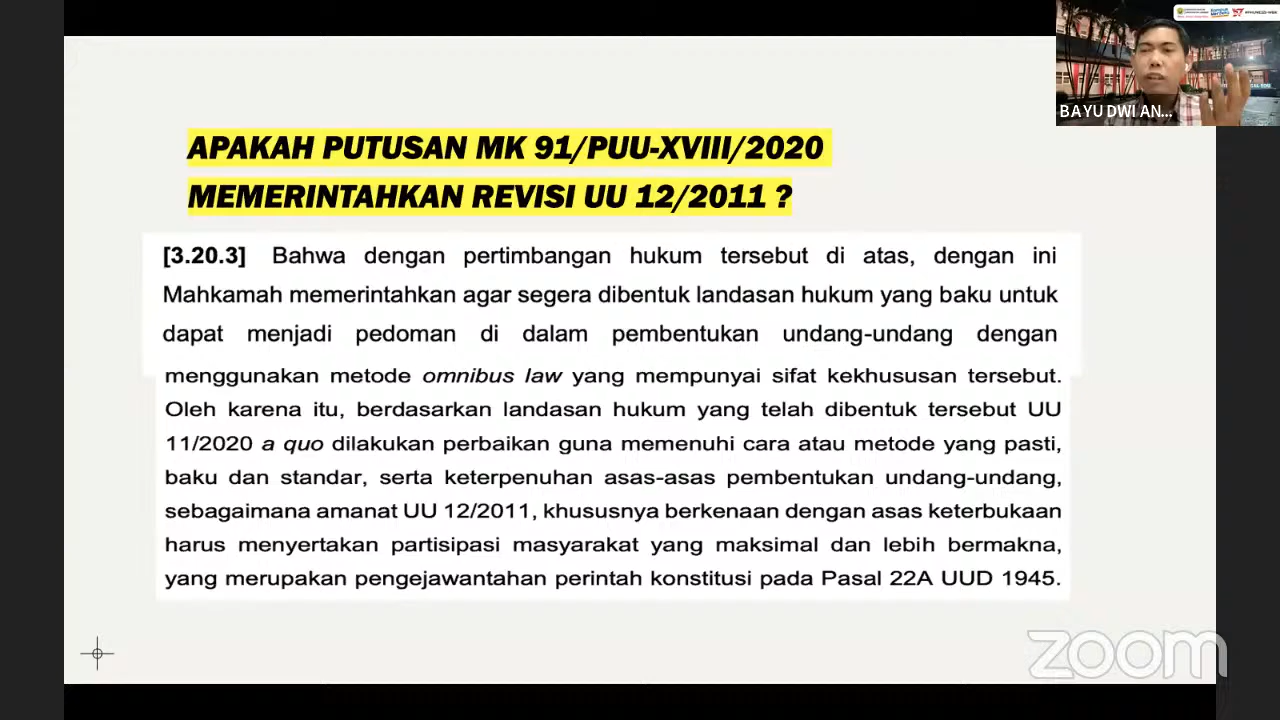 BAYU DWI AN...
APAKAH PUTUSAN MK 91/PUU-XVIII/2020
MEMERINTAHKAN REVISI UU 12/2011 ?
[3.20.3] Bahwa dengan pertimbangan hukum tersebut di atas, dengan ini
Mahkamah memerintahkan agar segera dibentuk landasan hukum yang baku untuk
dapat menjadi pedoman di dalam pembentukan undang-undang dengan
menggunakan metode omnibus law yang mempunyai sifat kekhususan tersebut.
Oleh karena itu, berdasarkan landasan hukum yang telah dibentuk tersebut UU
11/2020 a quo dilakukan perbaikan guna memenuhi cara atau metode yang pasti,
baku dan standar, serta keterpenuhan asas-asas pembentukan undang-undang,
sebagaimana amanat UU 12/2011, khususnya berkenaan dengan asas keterbukaan
harus menyertakan partisipasi masyarakat yang maksimal dan lebih bermakna,
yang merupakan pengejawantahan perintah konstitusi pada Pasal 22A UUD 1945.
zoom